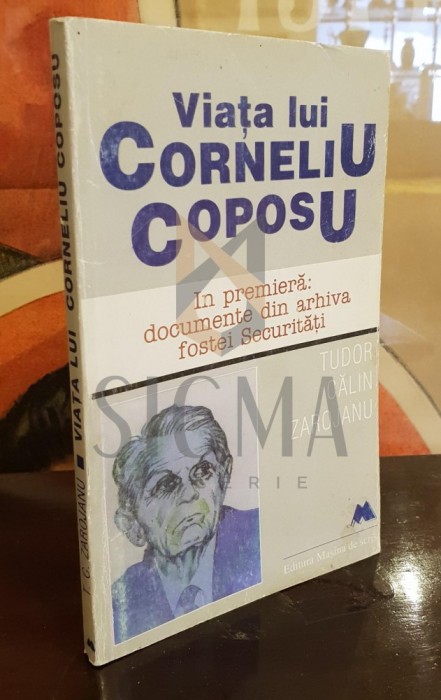 Viața lui
CORNELIU
COPOSU
In premieră:
documente din arhiva
fostei Securități
TUDOR
CĂLIN
ZAROJANU
Editura Mașina de scris
T. C. ZAROJANU ■ VIAȚA LUI CORNELIU COPOSU
SIGMA